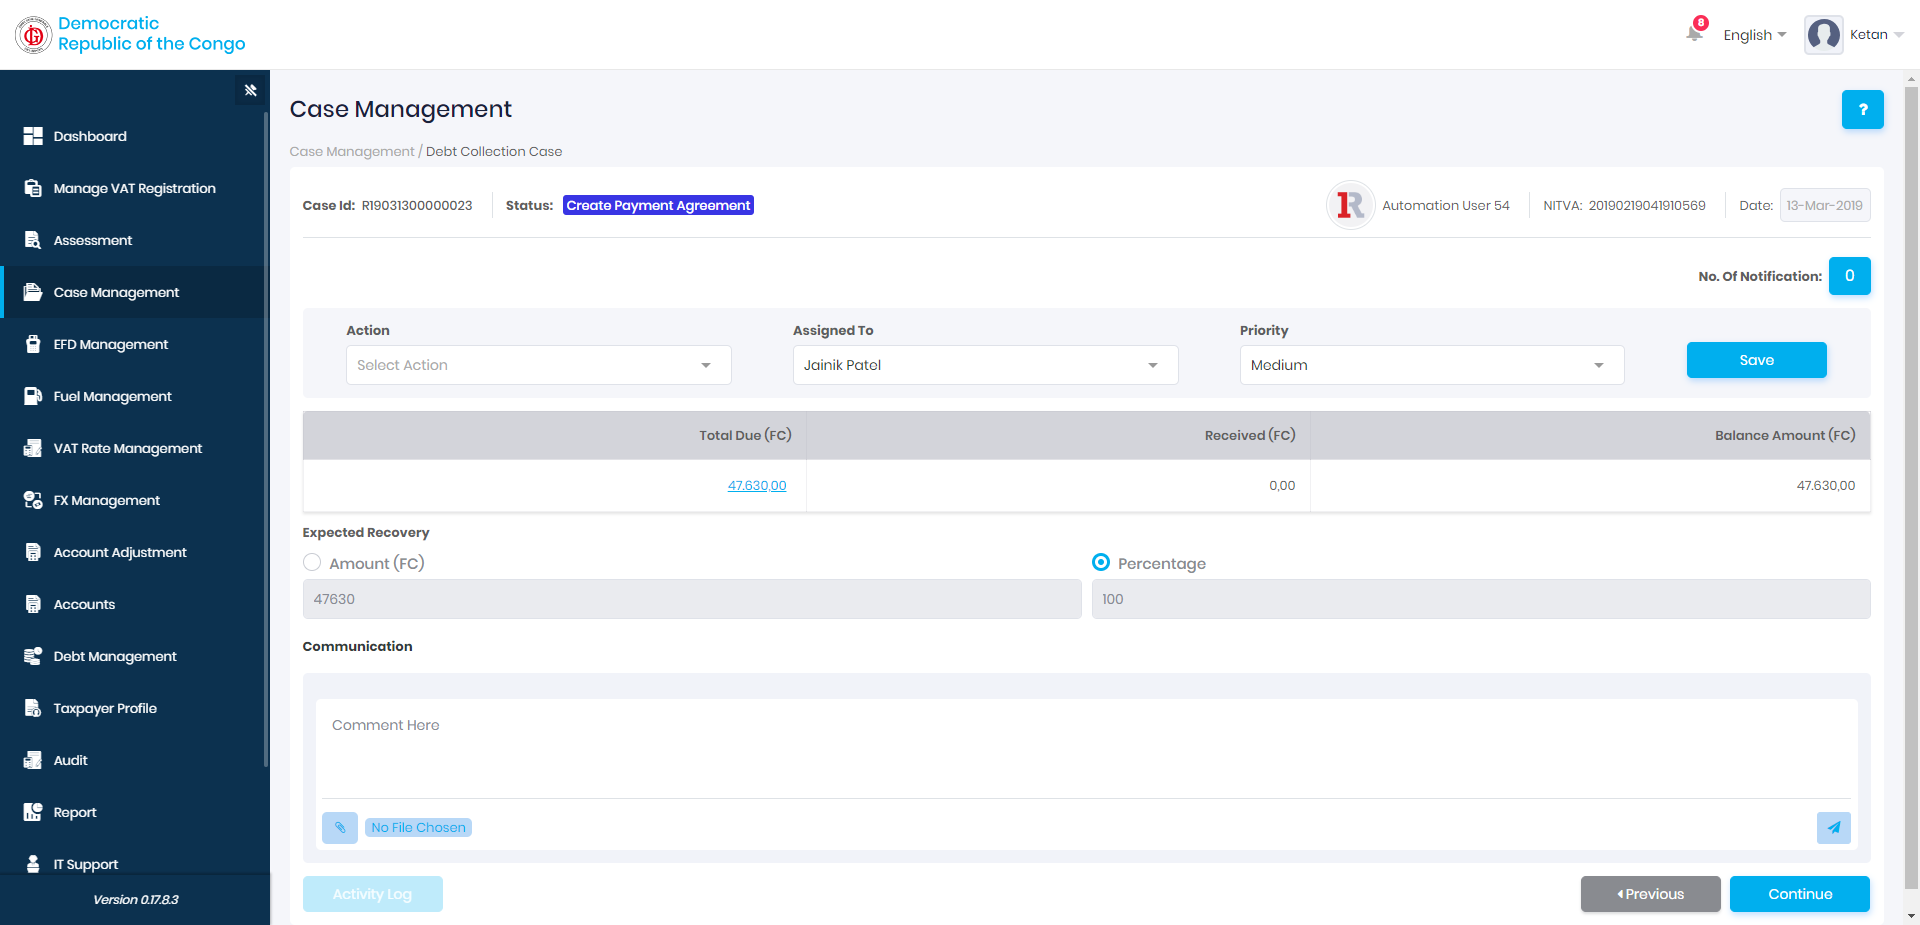 Democratic
Republic of the Congo
8
English
Ketan
Case Management
?
Case Management / Debt Collection Case
Case Id: R19031300000023
Status: Create Payment Agreement
Automation User 54
NITVA: 20190219041910569
Date: 13-Mar-2019
No. Of Notification: 0
Action
Assigned To
Priority
Select Action
Jainik Patel
Medium
Save
Total Due (FC)
Received (FC)
Balance Amount (FC)
47.630,00
0,00
47.630,00
Expected Recovery
Amount (FC)
Percentage
47630
100
Communication
Comment Here
No File Chosen
Activity Log
Previous
Continue
Dashboard
Manage VAT Registration
Assessment
Case Management
EFD Management
Fuel Management
VAT Rate Management
FX Management
Account Adjustment
Accounts
Debt Management
Taxpayer Profile
Audit
Report
IT Support
Version 0.17.8.3